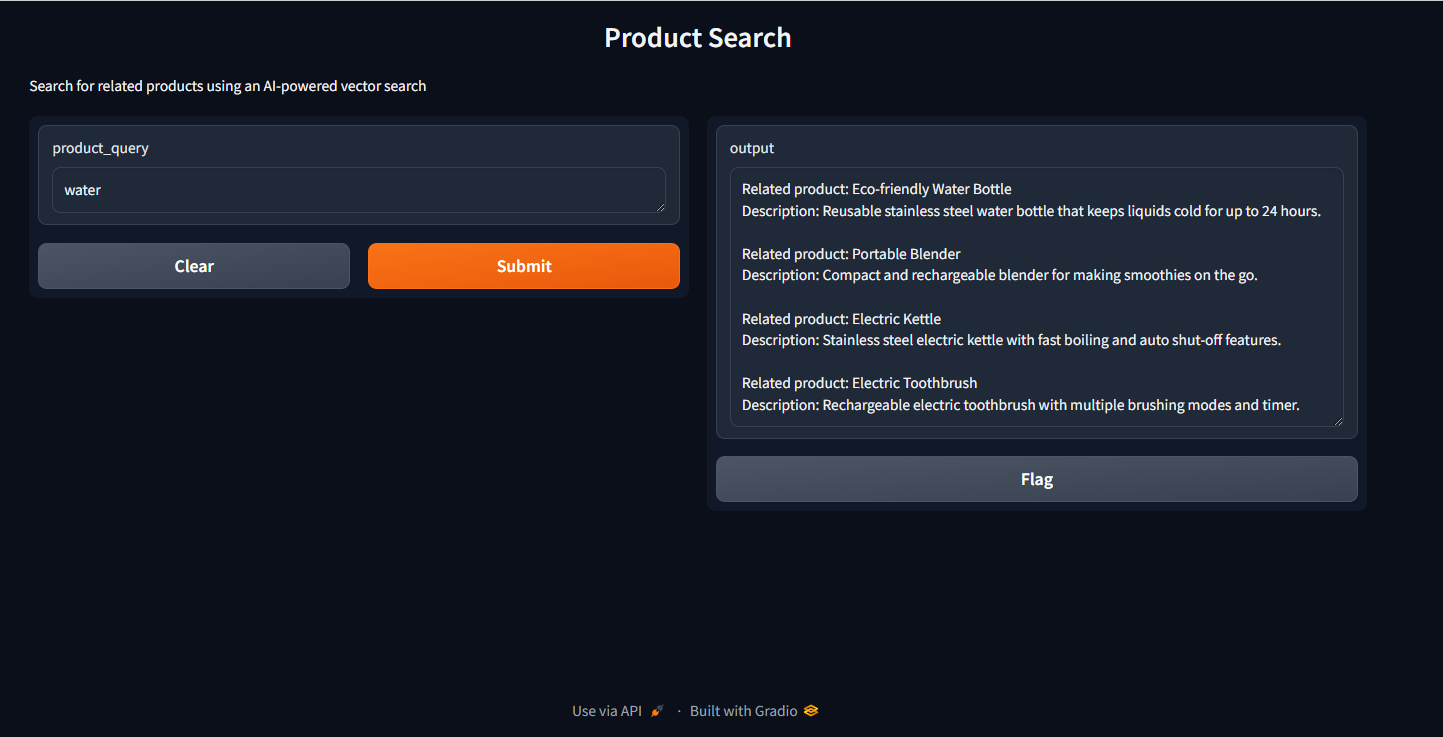 Product Search
Search for related products using an AI-powered vector search
product_query
water
Clear
Submit
output
Related product: Eco-friendly Water Bottle
Description: Reusable stainless steel water bottle that keeps liquids cold for up to 24 hours.
Related product: Portable Blender
Description: Compact and rechargeable blender for making smoothies on the go.
Related product: Electric Kettle
Description: Stainless steel electric kettle with fast boiling and auto shut-off features.
Related product: Electric Toothbrush
Description: Rechargeable electric toothbrush with multiple brushing modes and timer.
Flag
Use via API · Built with Gradio